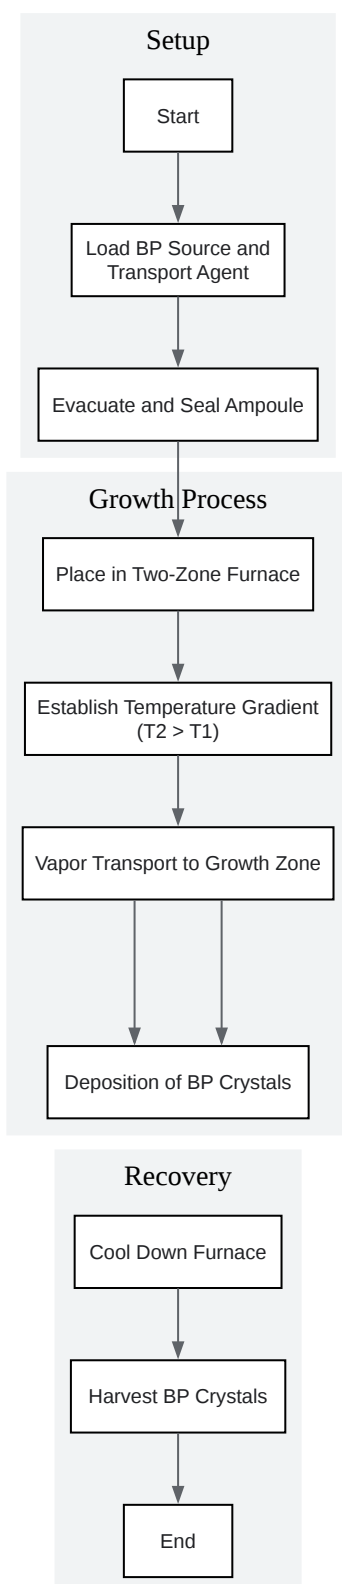 Setup
Start
Load BP Source and
Transport Agent
Evacuate and Seal Ampoule
Growth Process
Place in Two-Zone Furnace
Establish Temperature Gradient
(T2 > T1)
Vapor Transport to Growth Zone
Deposition of BP Crystals
Recovery
Cool Down Furnace
Harvest BP Crystals
End